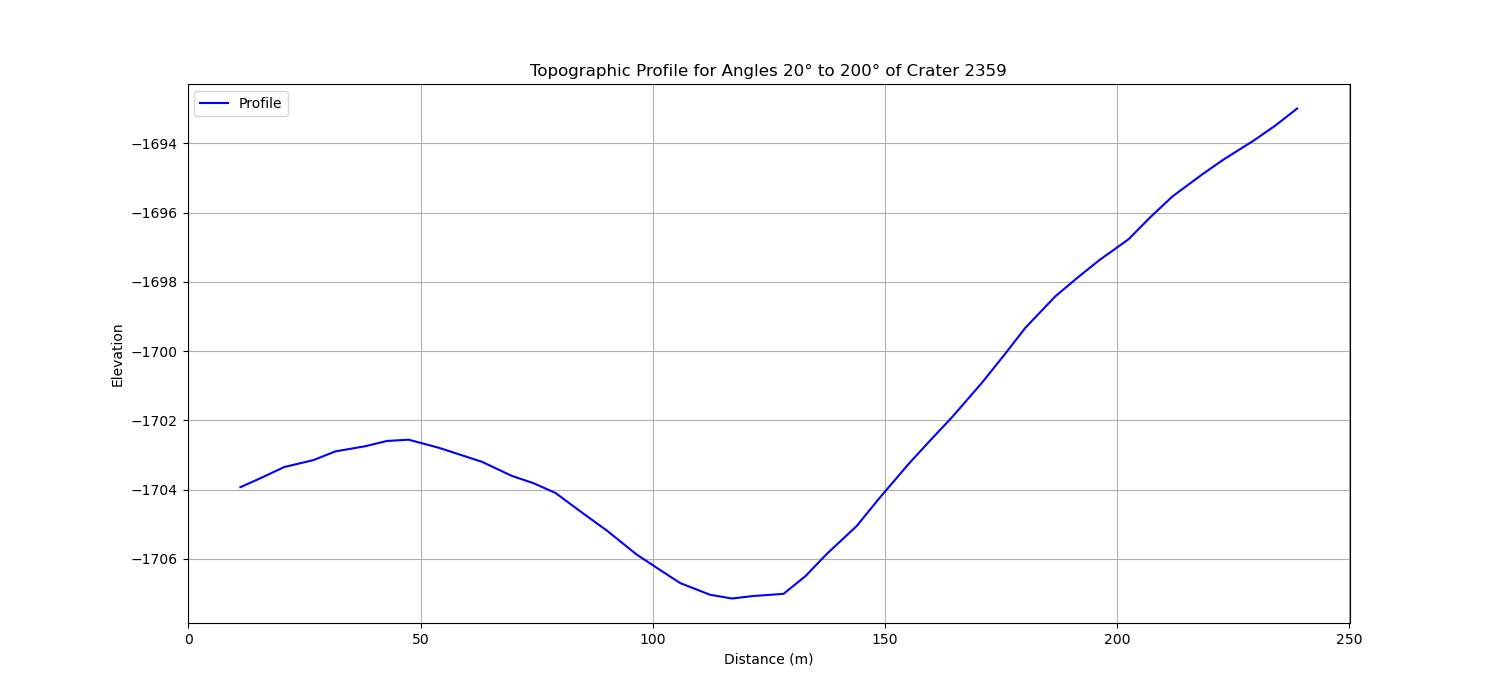 Topographic Profile for Angles 20° to 200° of Crater 2359
Profile
−1694
−1696
−1698
−1700
−1702
−1704
−1706
Elevation
0 50 100 150 200 250
Distance (m)